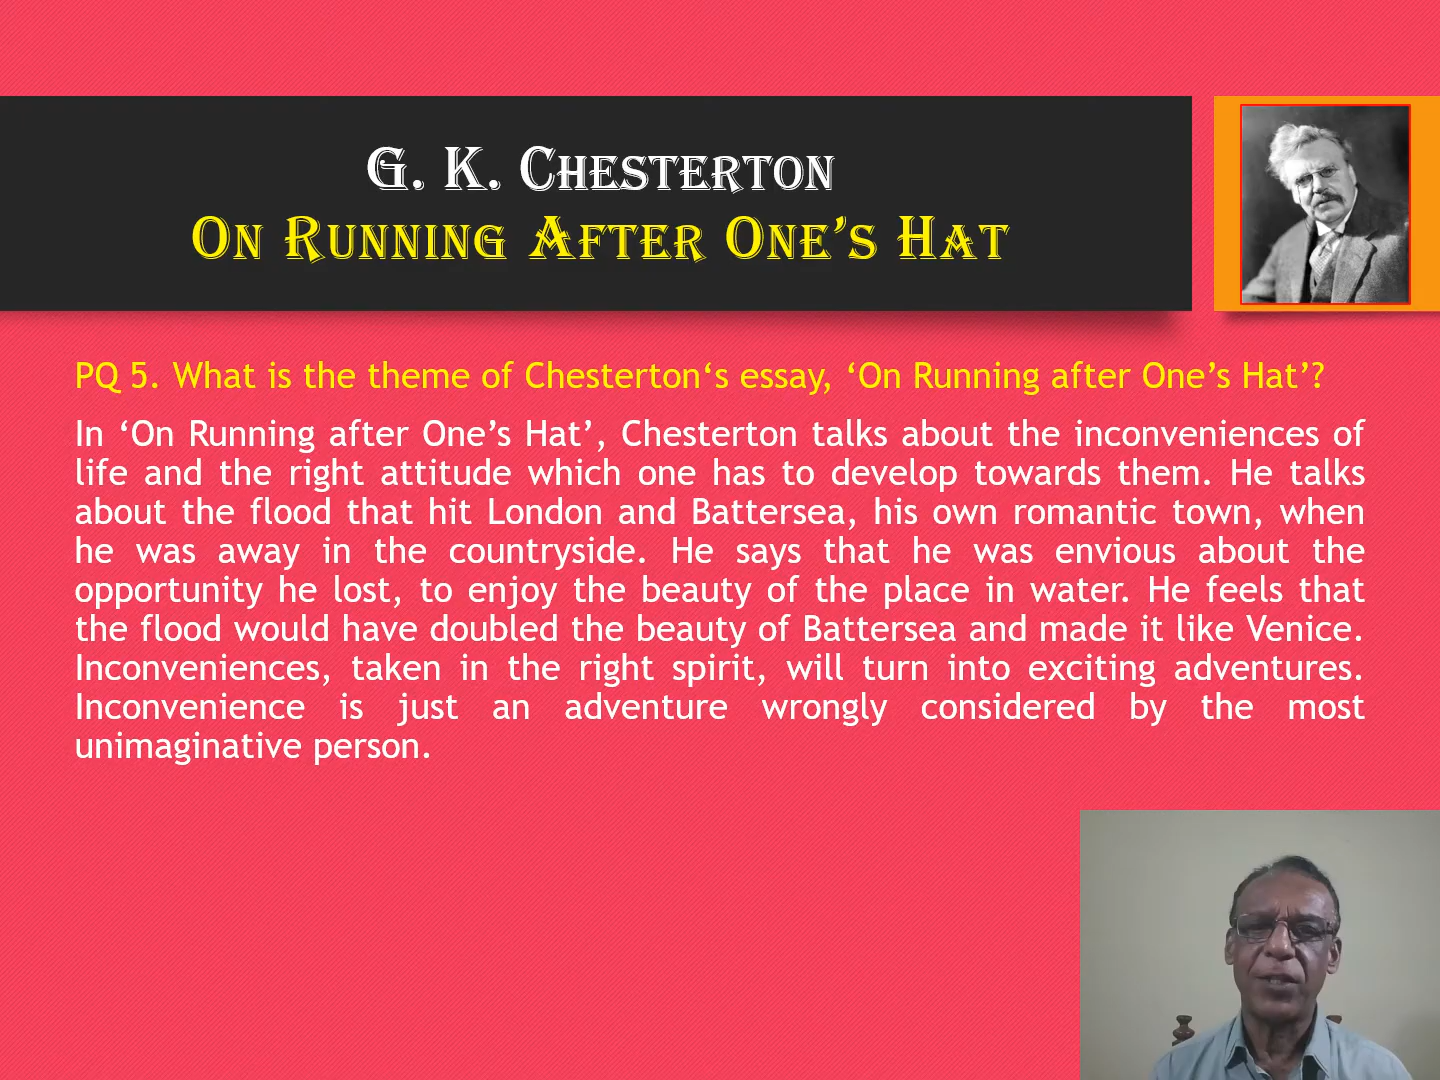 G. K. Chesterton
On Running After One’s Hat
PQ 5. What is the theme of Chesterton‘s essay, ‘On Running after One’s Hat’?
In ‘On Running after One’s Hat’, Chesterton talks about the inconveniences of
life and the right attitude which one has to develop towards them. He talks
about the flood that hit London and Battersea, his own romantic town, when
he was away in the countryside. He says that he was envious about the
opportunity he lost, to enjoy the beauty of the place in water. He feels that
the flood would have doubled the beauty of Battersea and made it like Venice.
Inconveniences, taken in the right spirit, will turn into exciting adventures.
Inconvenience is just an adventure wrongly considered by the most
unimaginative person.